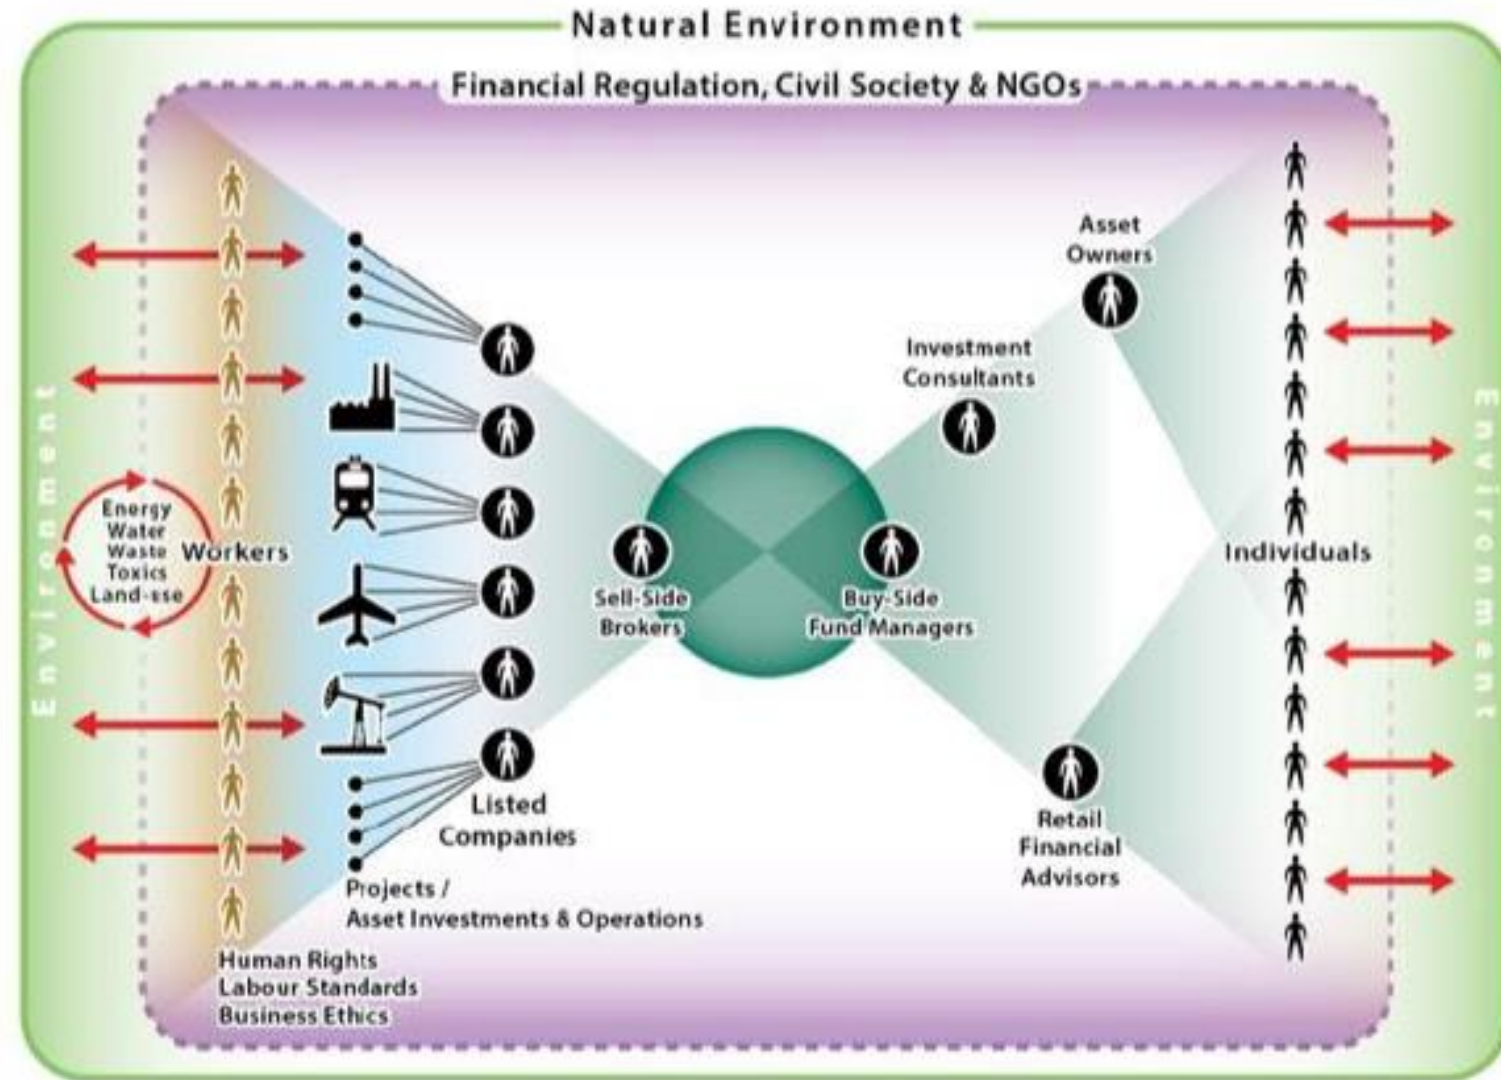 Natural Environment
Financial Regulation, Civil Society & NGOs
Asset
Owners
Investment
Consultants
Environment
Energy
Water
Waste
Toxics
Land-sse
Workers
Sell-Side
Brokers
Buy-Side
Fund Managers
Individuals
Environment
Listed
Companies
Retail
Financial
Advisors
Projects /
Asset Investments & Operations
Human Rights
Labour Standards
Business Ethics